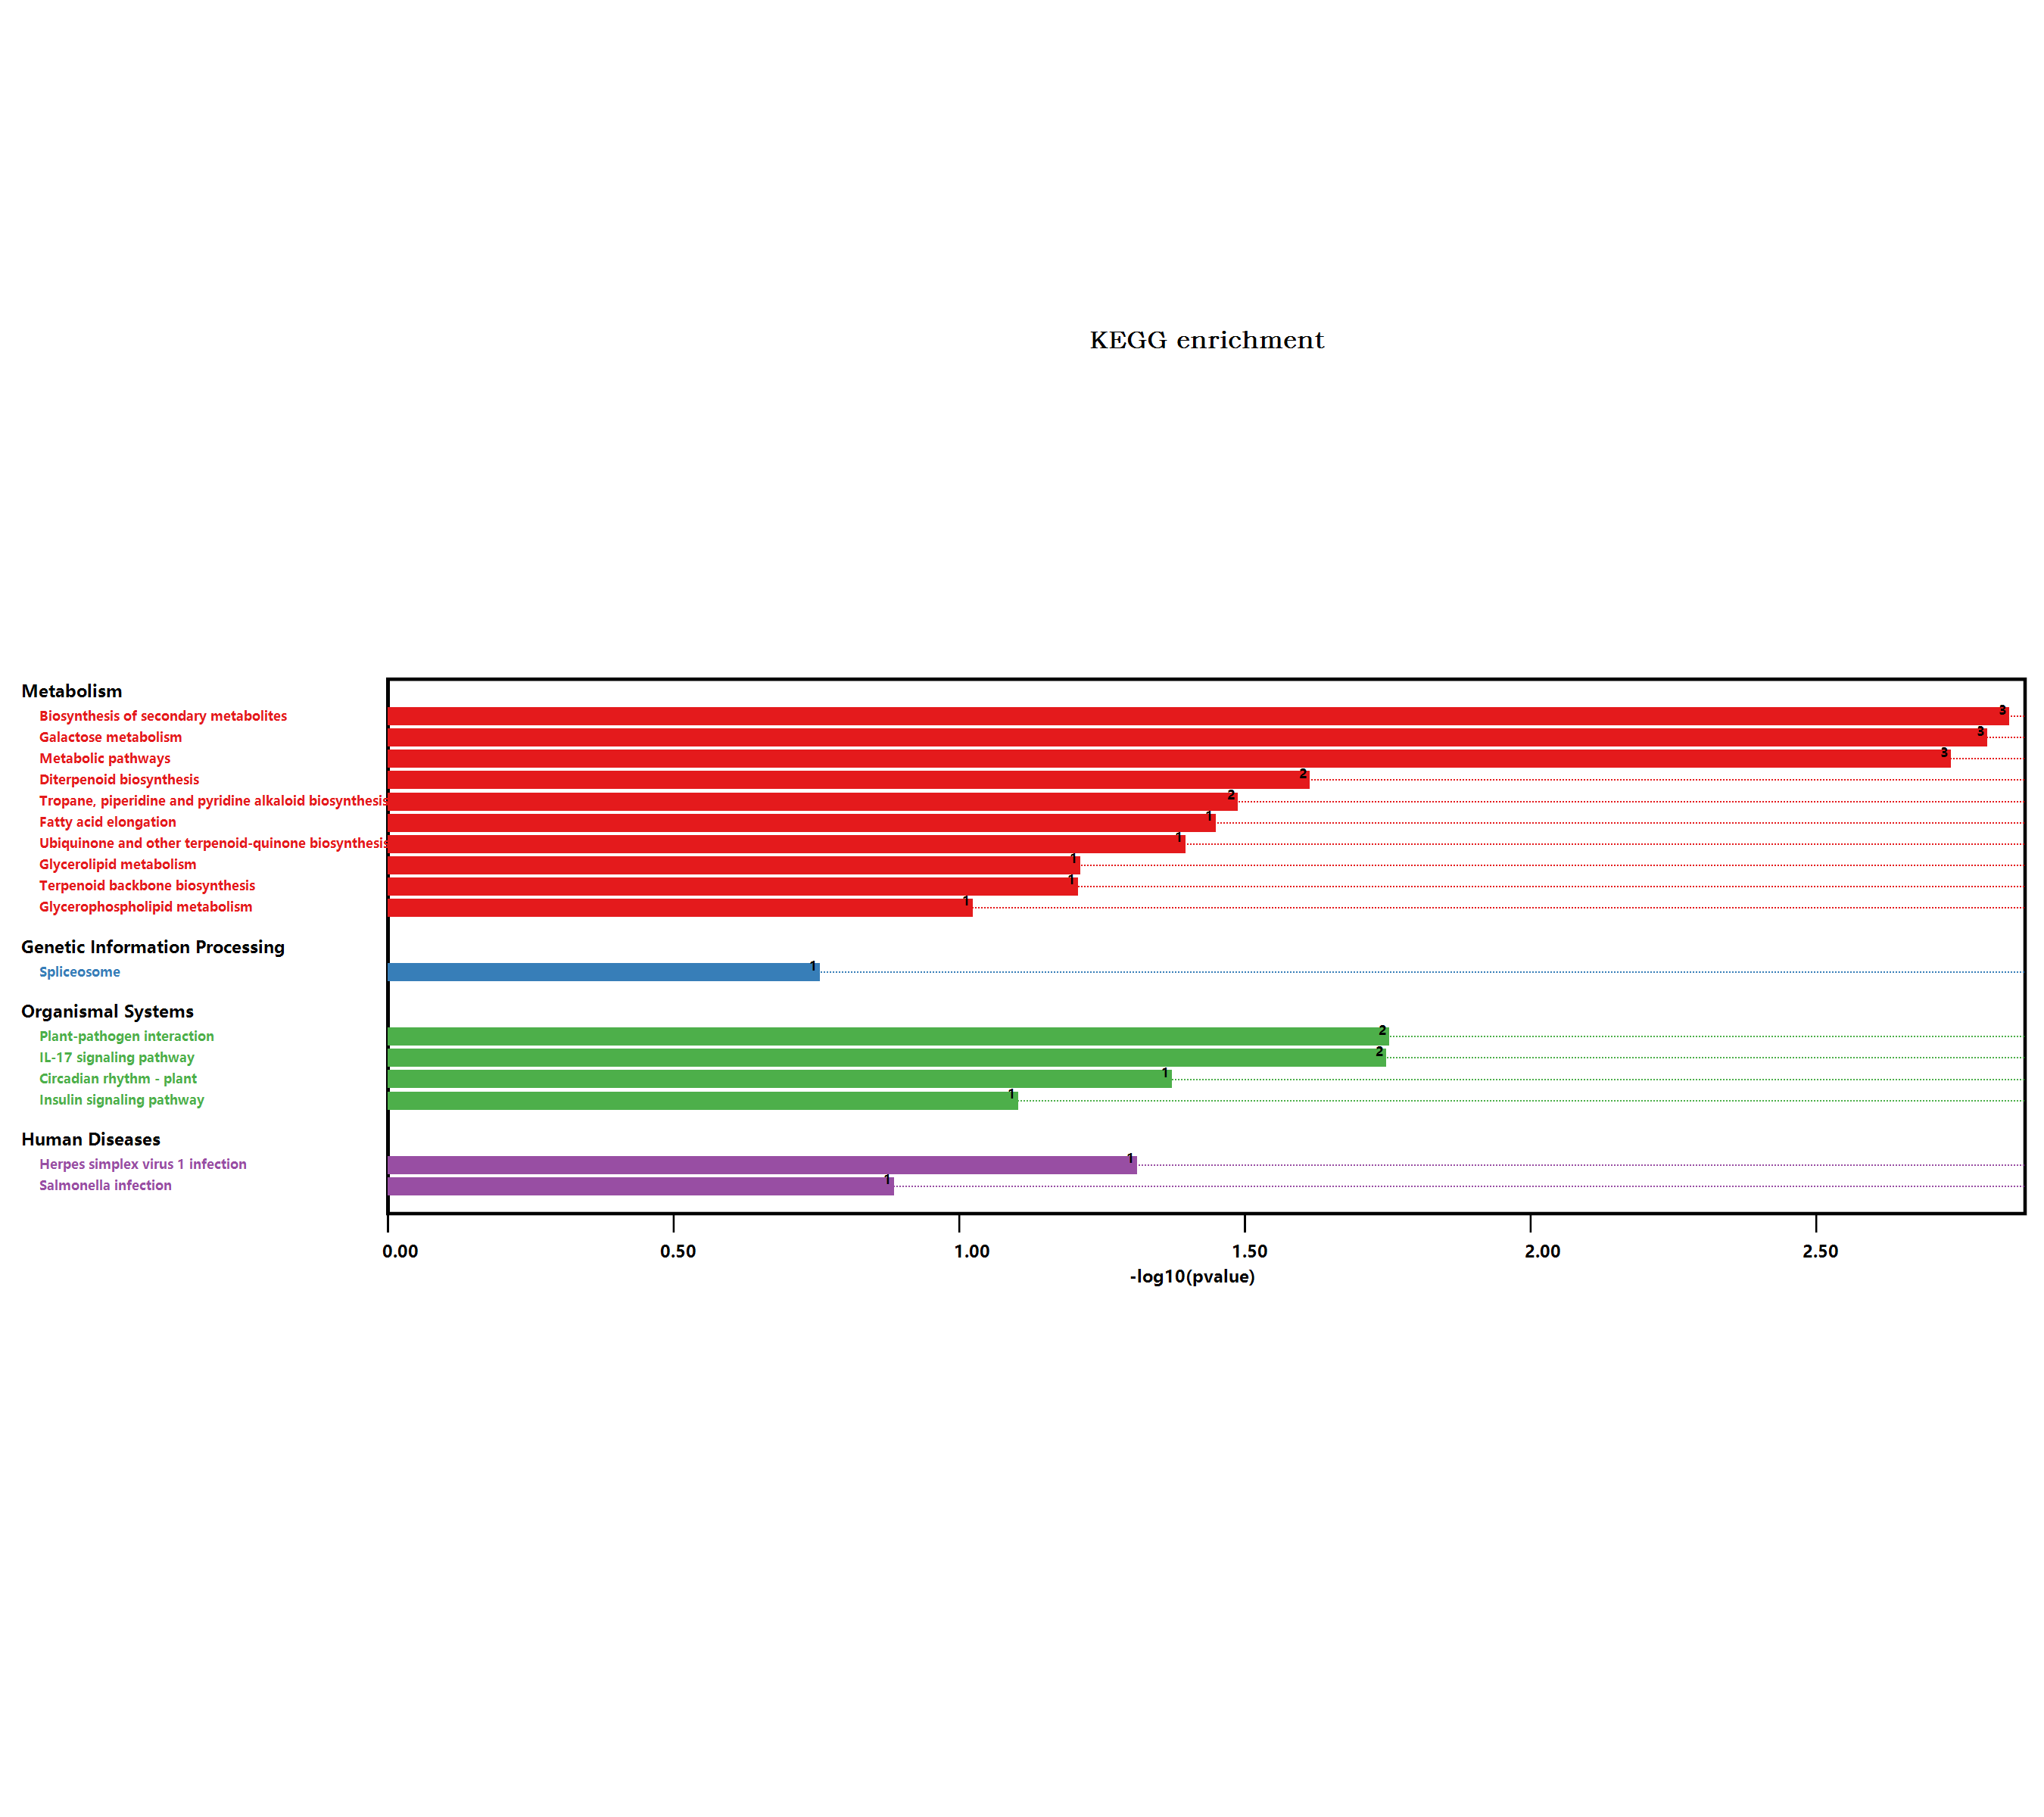 KEGG enrichment
Metabolism
Biosynthesis of secondary metabolites 3
Galactose metabolism 3
Metabolic pathways 3
Diterpenoid biosynthesis 2
Tropane, piperidine and pyridine alkaloid biosynthesis 2
Fatty acid elongation 1
Ubiquinone and other terpenoid-quinone biosynthesis 1
Glycerolipid metabolism 1
Terpenoid backbone biosynthesis 1
Glycerophospholipid metabolism 1
Genetic Information Processing
Spliceosome 1
Organismal Systems
Plant-pathogen interaction 2
IL-17 signaling pathway 2
Circadian rhythm - plant 1
Insulin signaling pathway 1
Human Diseases
Herpes simplex virus 1 infection 1
Salmonella infection 1
0.00 0.50 1.00 1.50 2.00 2.50
-log10(pvalue)